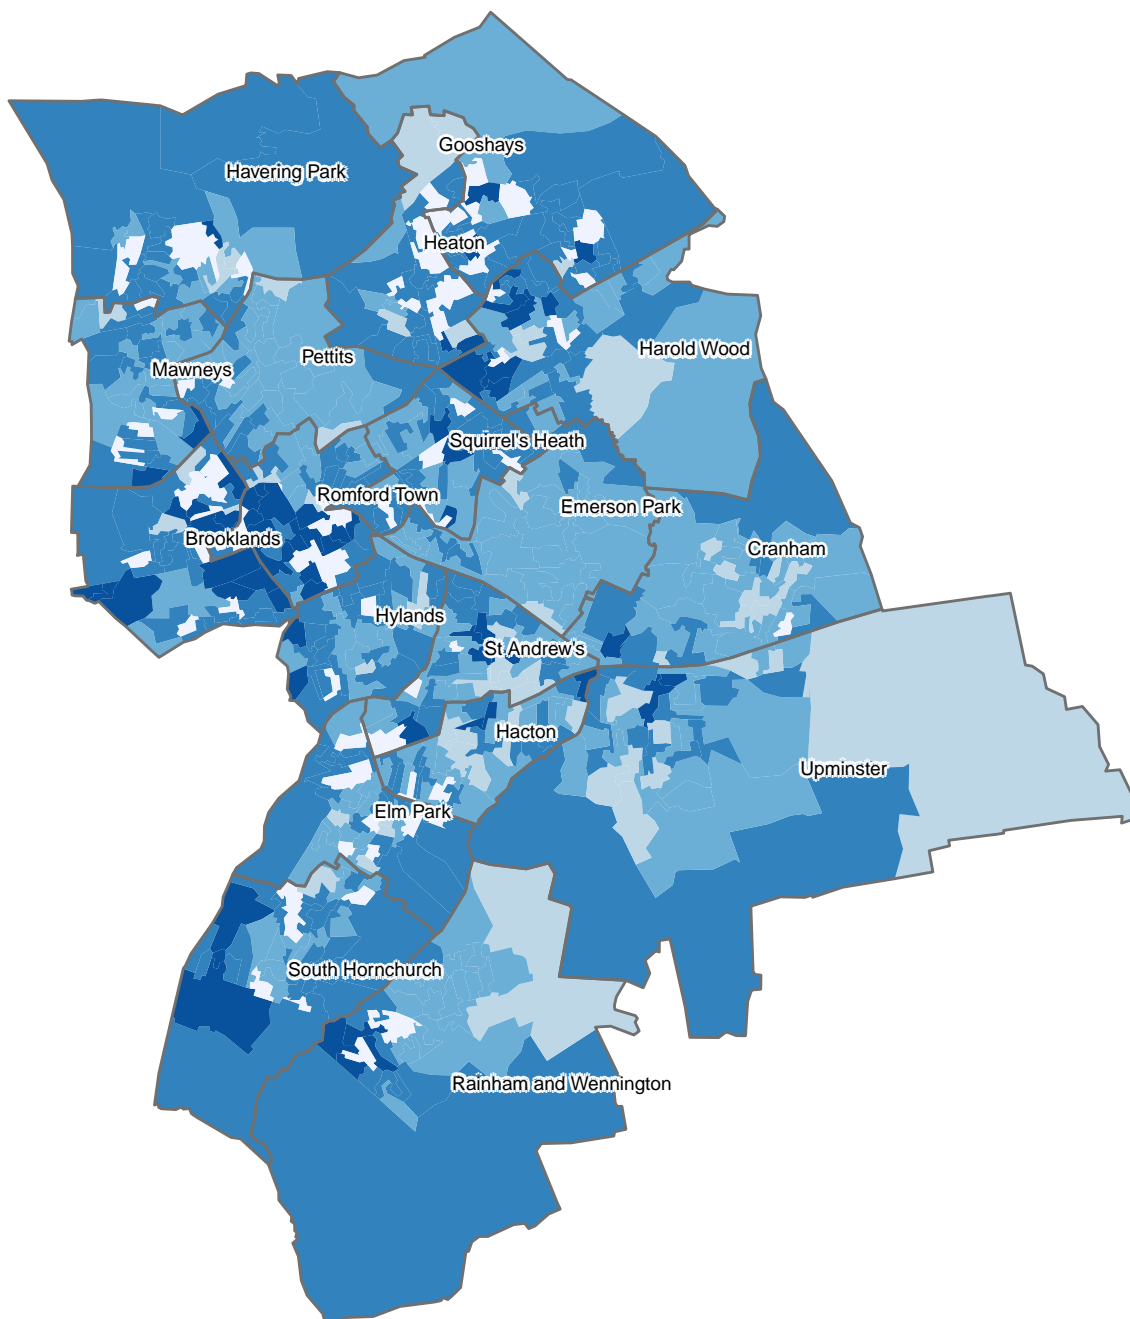 Gooshays
Havering Park
Heaton
Harold Wood
Pettits
Mawneys
Squirrel's Heath
Romford Town
Emerson Park
Brooklands
Cranham
Hylands
St Andrew's
Hacton
Upminster
Elm Park
South Hornchurch
Rainham and Wennington